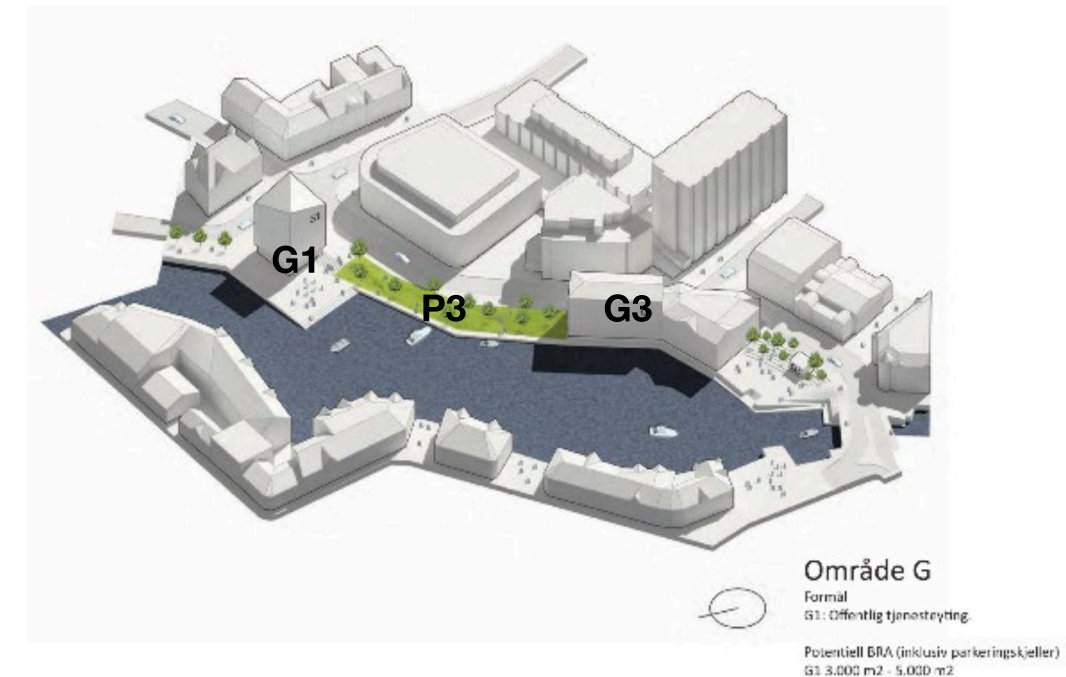 G1
P3
G3
Område G
Formål
G1: Offentlig tjenesteyting.
Potentiell BRA (inklusiv parkeringskjeller)
G1 3.000 m2 - 5.000 m2